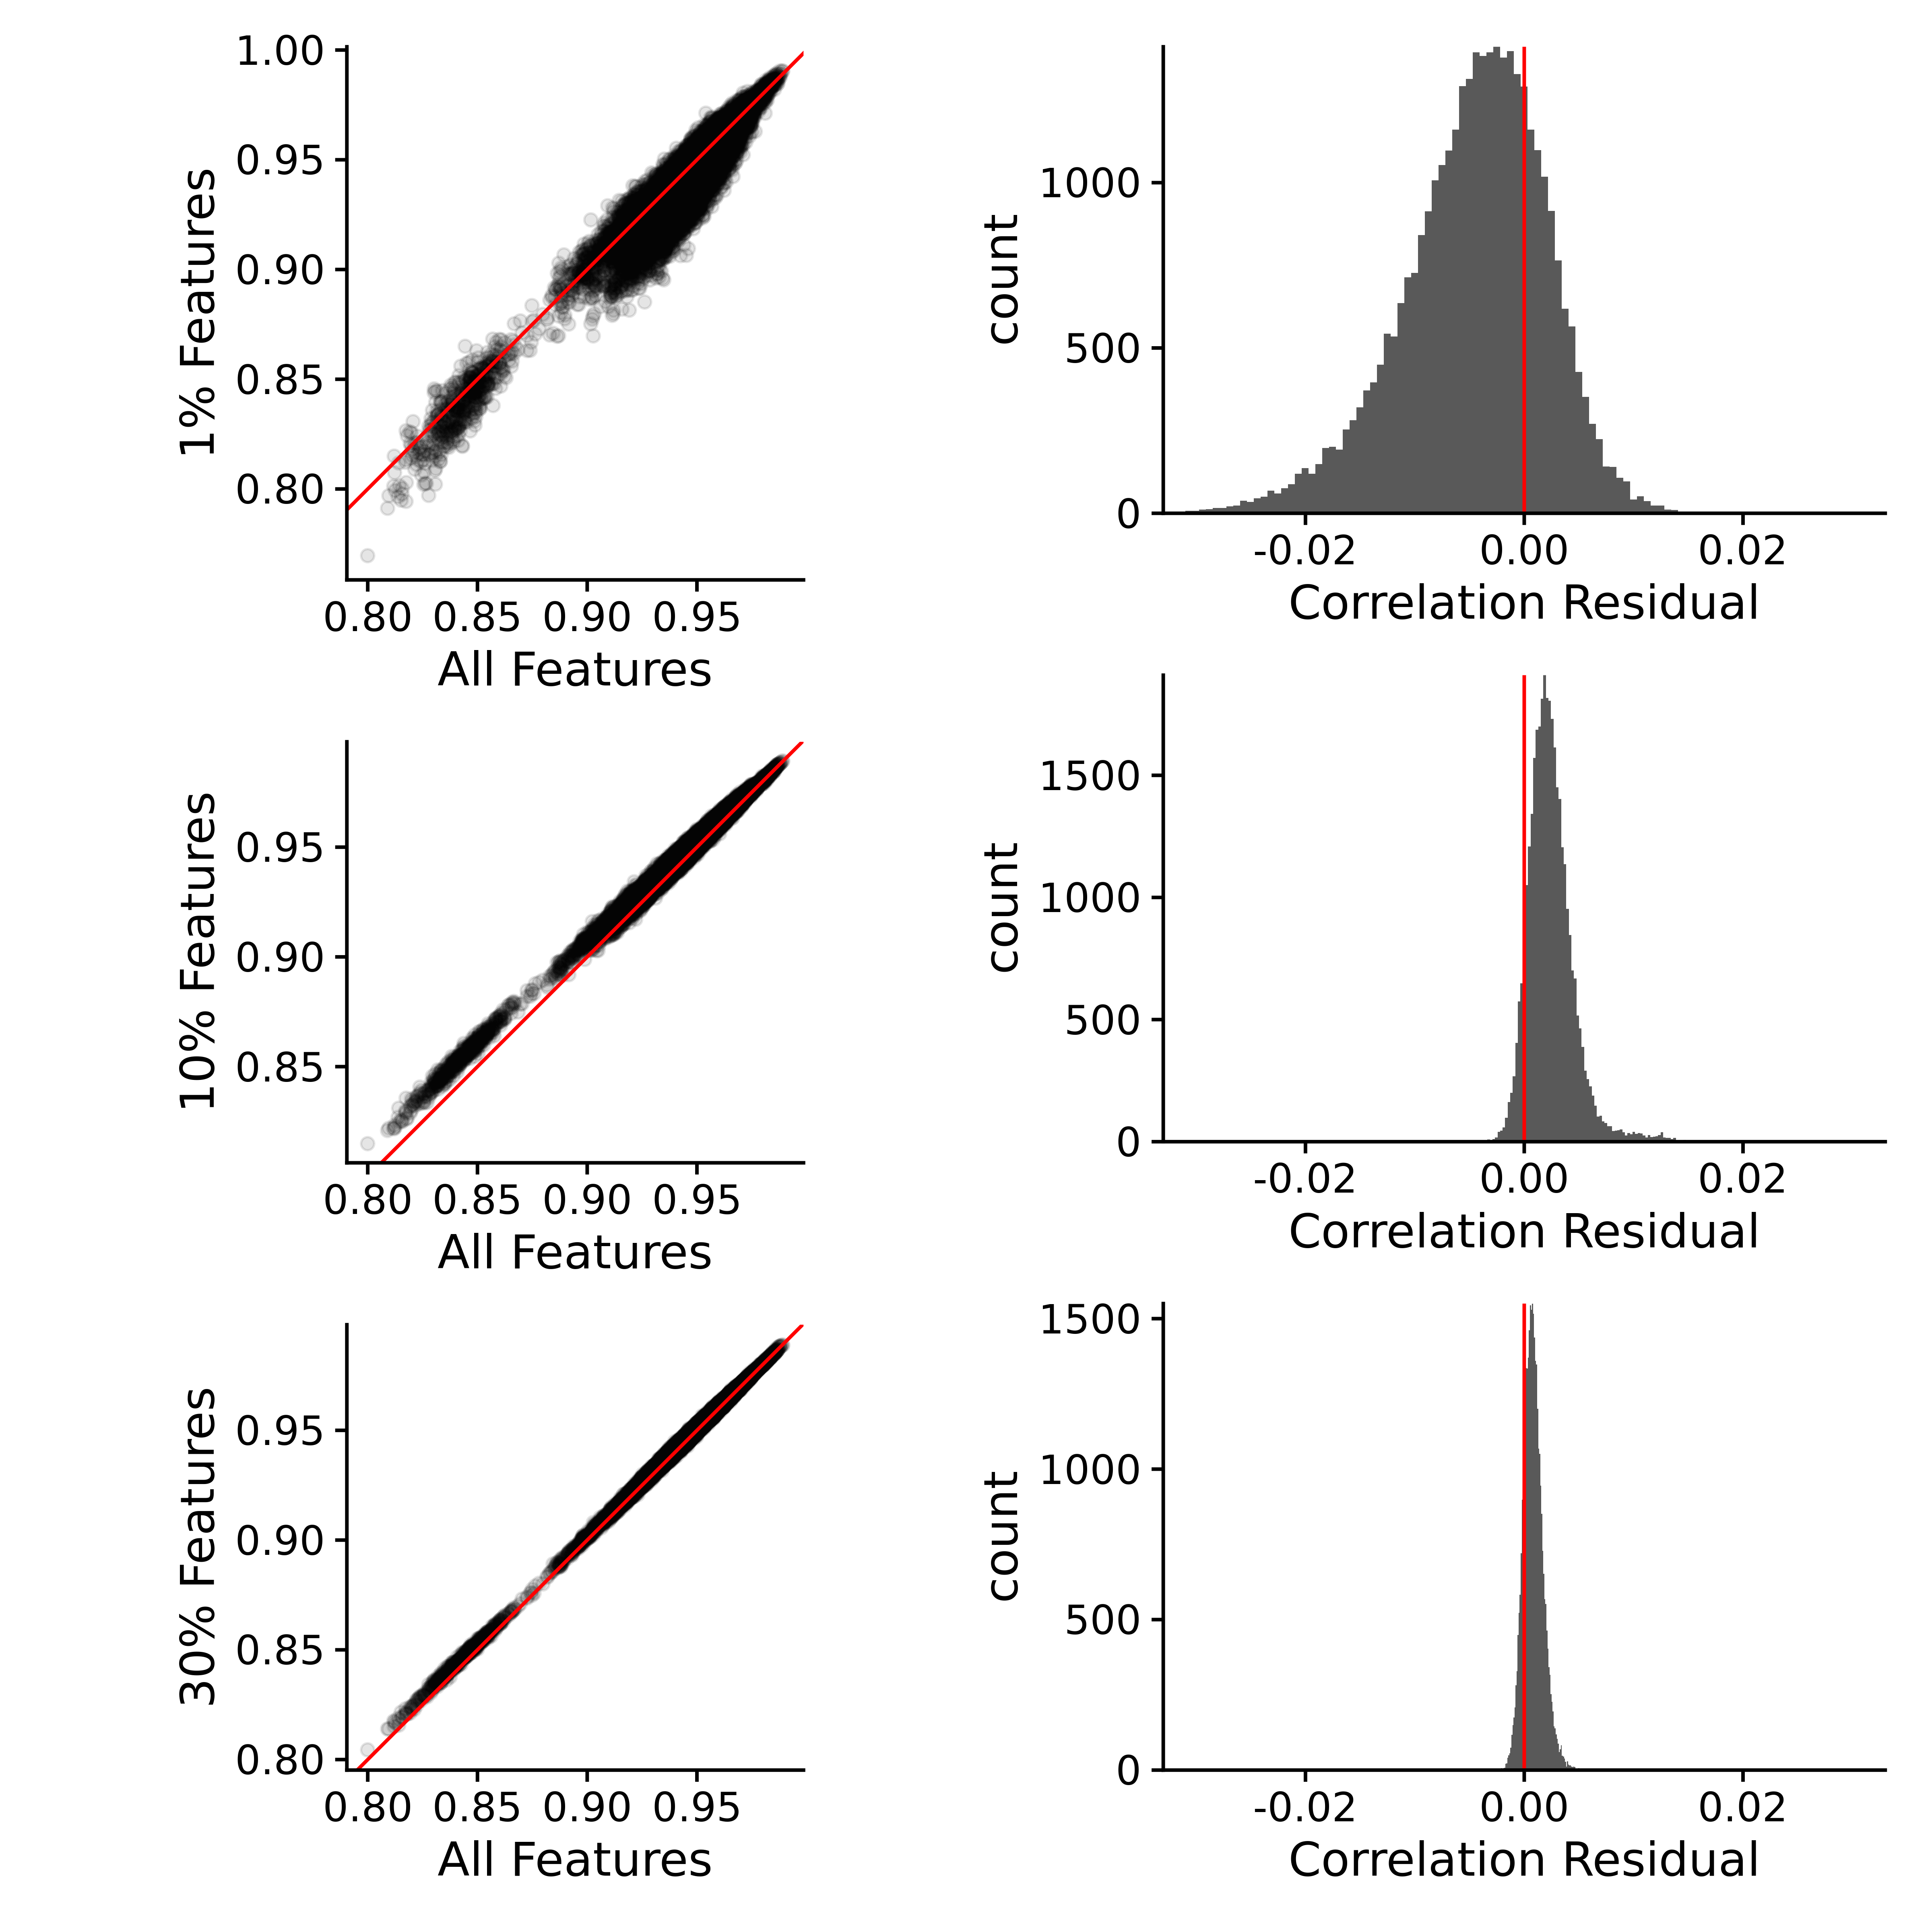 1% Features
1.00
0.95
0.90
0.85
0.80
0.80 0.85 0.90 0.95
All Features
count
1000
500
0
-0.02 0.00 0.02
Correlation Residual
10% Features
0.95
0.90
0.85
0.80 0.85 0.90 0.95
All Features
count
1500
1000
500
0
-0.02 0.00 0.02
Correlation Residual
30% Features
0.95
0.90
0.85
0.80
0.80 0.85 0.90 0.95
All Features
count
1500
1000
500
0
-0.02 0.00 0.02
Correlation Residual